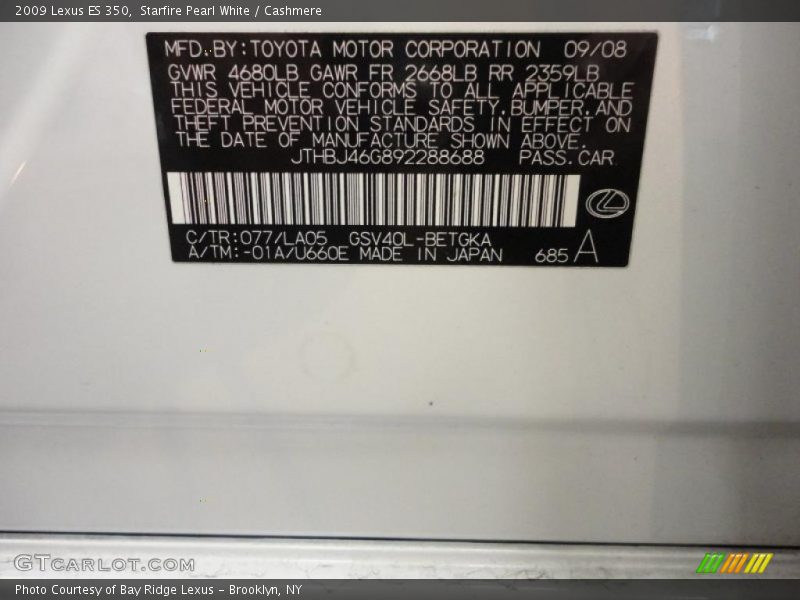 2009 Lexus ES 350, Starfire Pearl White / Cashmere
MFD. BY: TOYOTA MOTOR CORPORATION 09/08
GVWR 4680LB GAWR FR 2668LB RR 2359LB
THIS VEHICLE CONFORMS TO ALL APPLICABLE
FEDERAL MOTOR VEHICLE SAFETY, BUMPER, AND
THEFT PREVENTION STANDARDS IN EFFECT ON
THE DATE OF MANUFACTURE SHOWN ABOVE.
JTHBJ46G892288688 PASS. CAR
C/TR: 077/LA05 GSV40L-BETGKA
A/TM: -01A/U660E MADE IN JAPAN 685 A
GTCARLOT.COM
Photo Courtesy of Bay Ridge Lexus - Brooklyn, NY